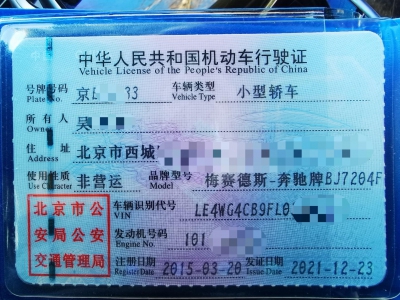 中华人民共和国机动车行驶证
Vehicle License of the People's Republic of China
号牌号码 京 33 车辆类型 小型轿车
Plate No. Vehicle Type
所有人 吴
Owner
住址 北京市西城
Address
使用性质 非营运 品牌型号 梅赛德斯-奔驰牌BJ7204F
Use Character Model
北京市公 车辆识别代号 LE4WG4CB9FL0
VIN
安局公安 发动机号码 101
Engine No.
交通管理局 注册日期 2015-03-20 发证日期 2021-12-23
Register Date Issue Date